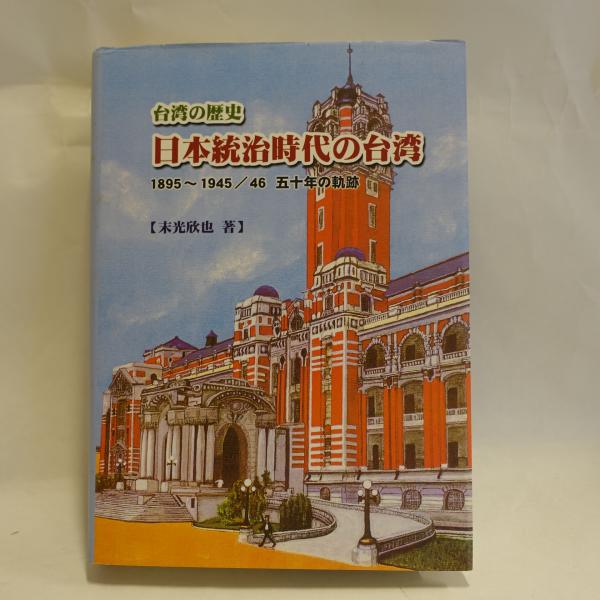 台湾の歴史
日本統治時代の台湾
1895～1945／46 五十年の軌跡
【末光欣也 著】